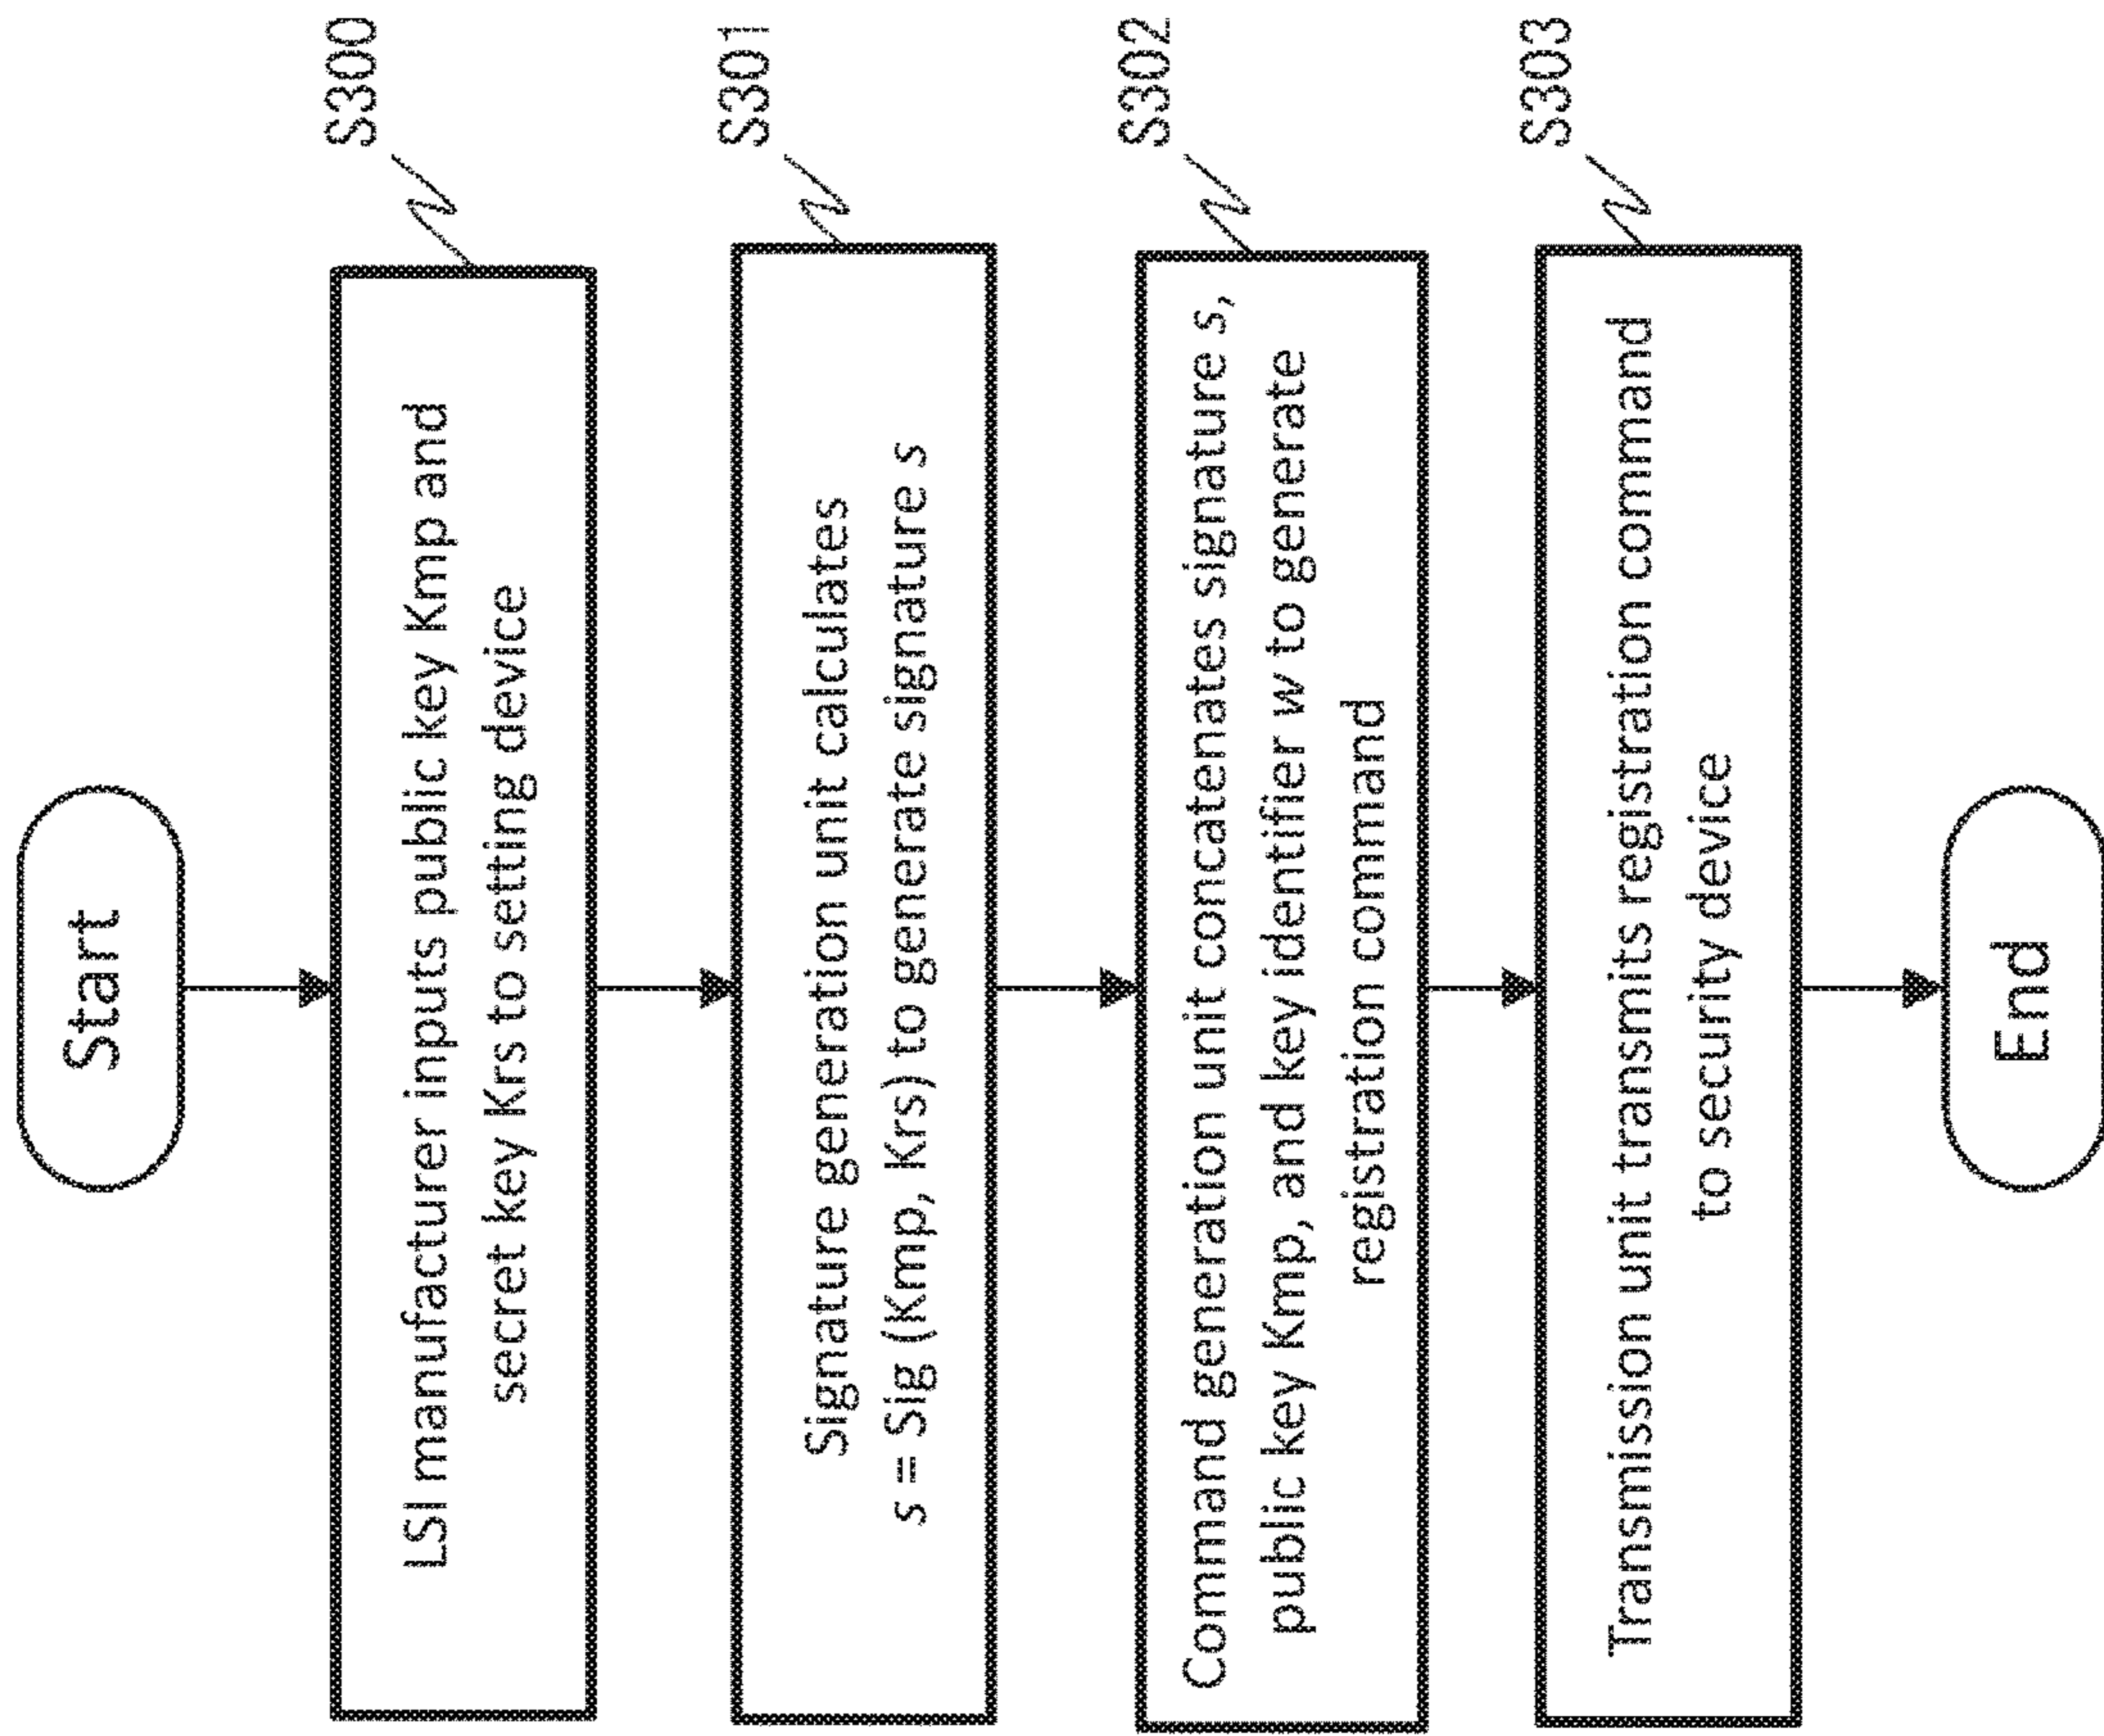 Start
S300
LSI manufacturer inputs public key Kmp and
secret key Krs to setting device
S301
Signature generation unit calculates
s = Sig (Kmp, Krs) to generate signature s
S302
Command generation unit concatenates signature s,
public key Kmp, and key identifier w to generate
registration command
S303
Transmission unit transmits registration command
to security device
End